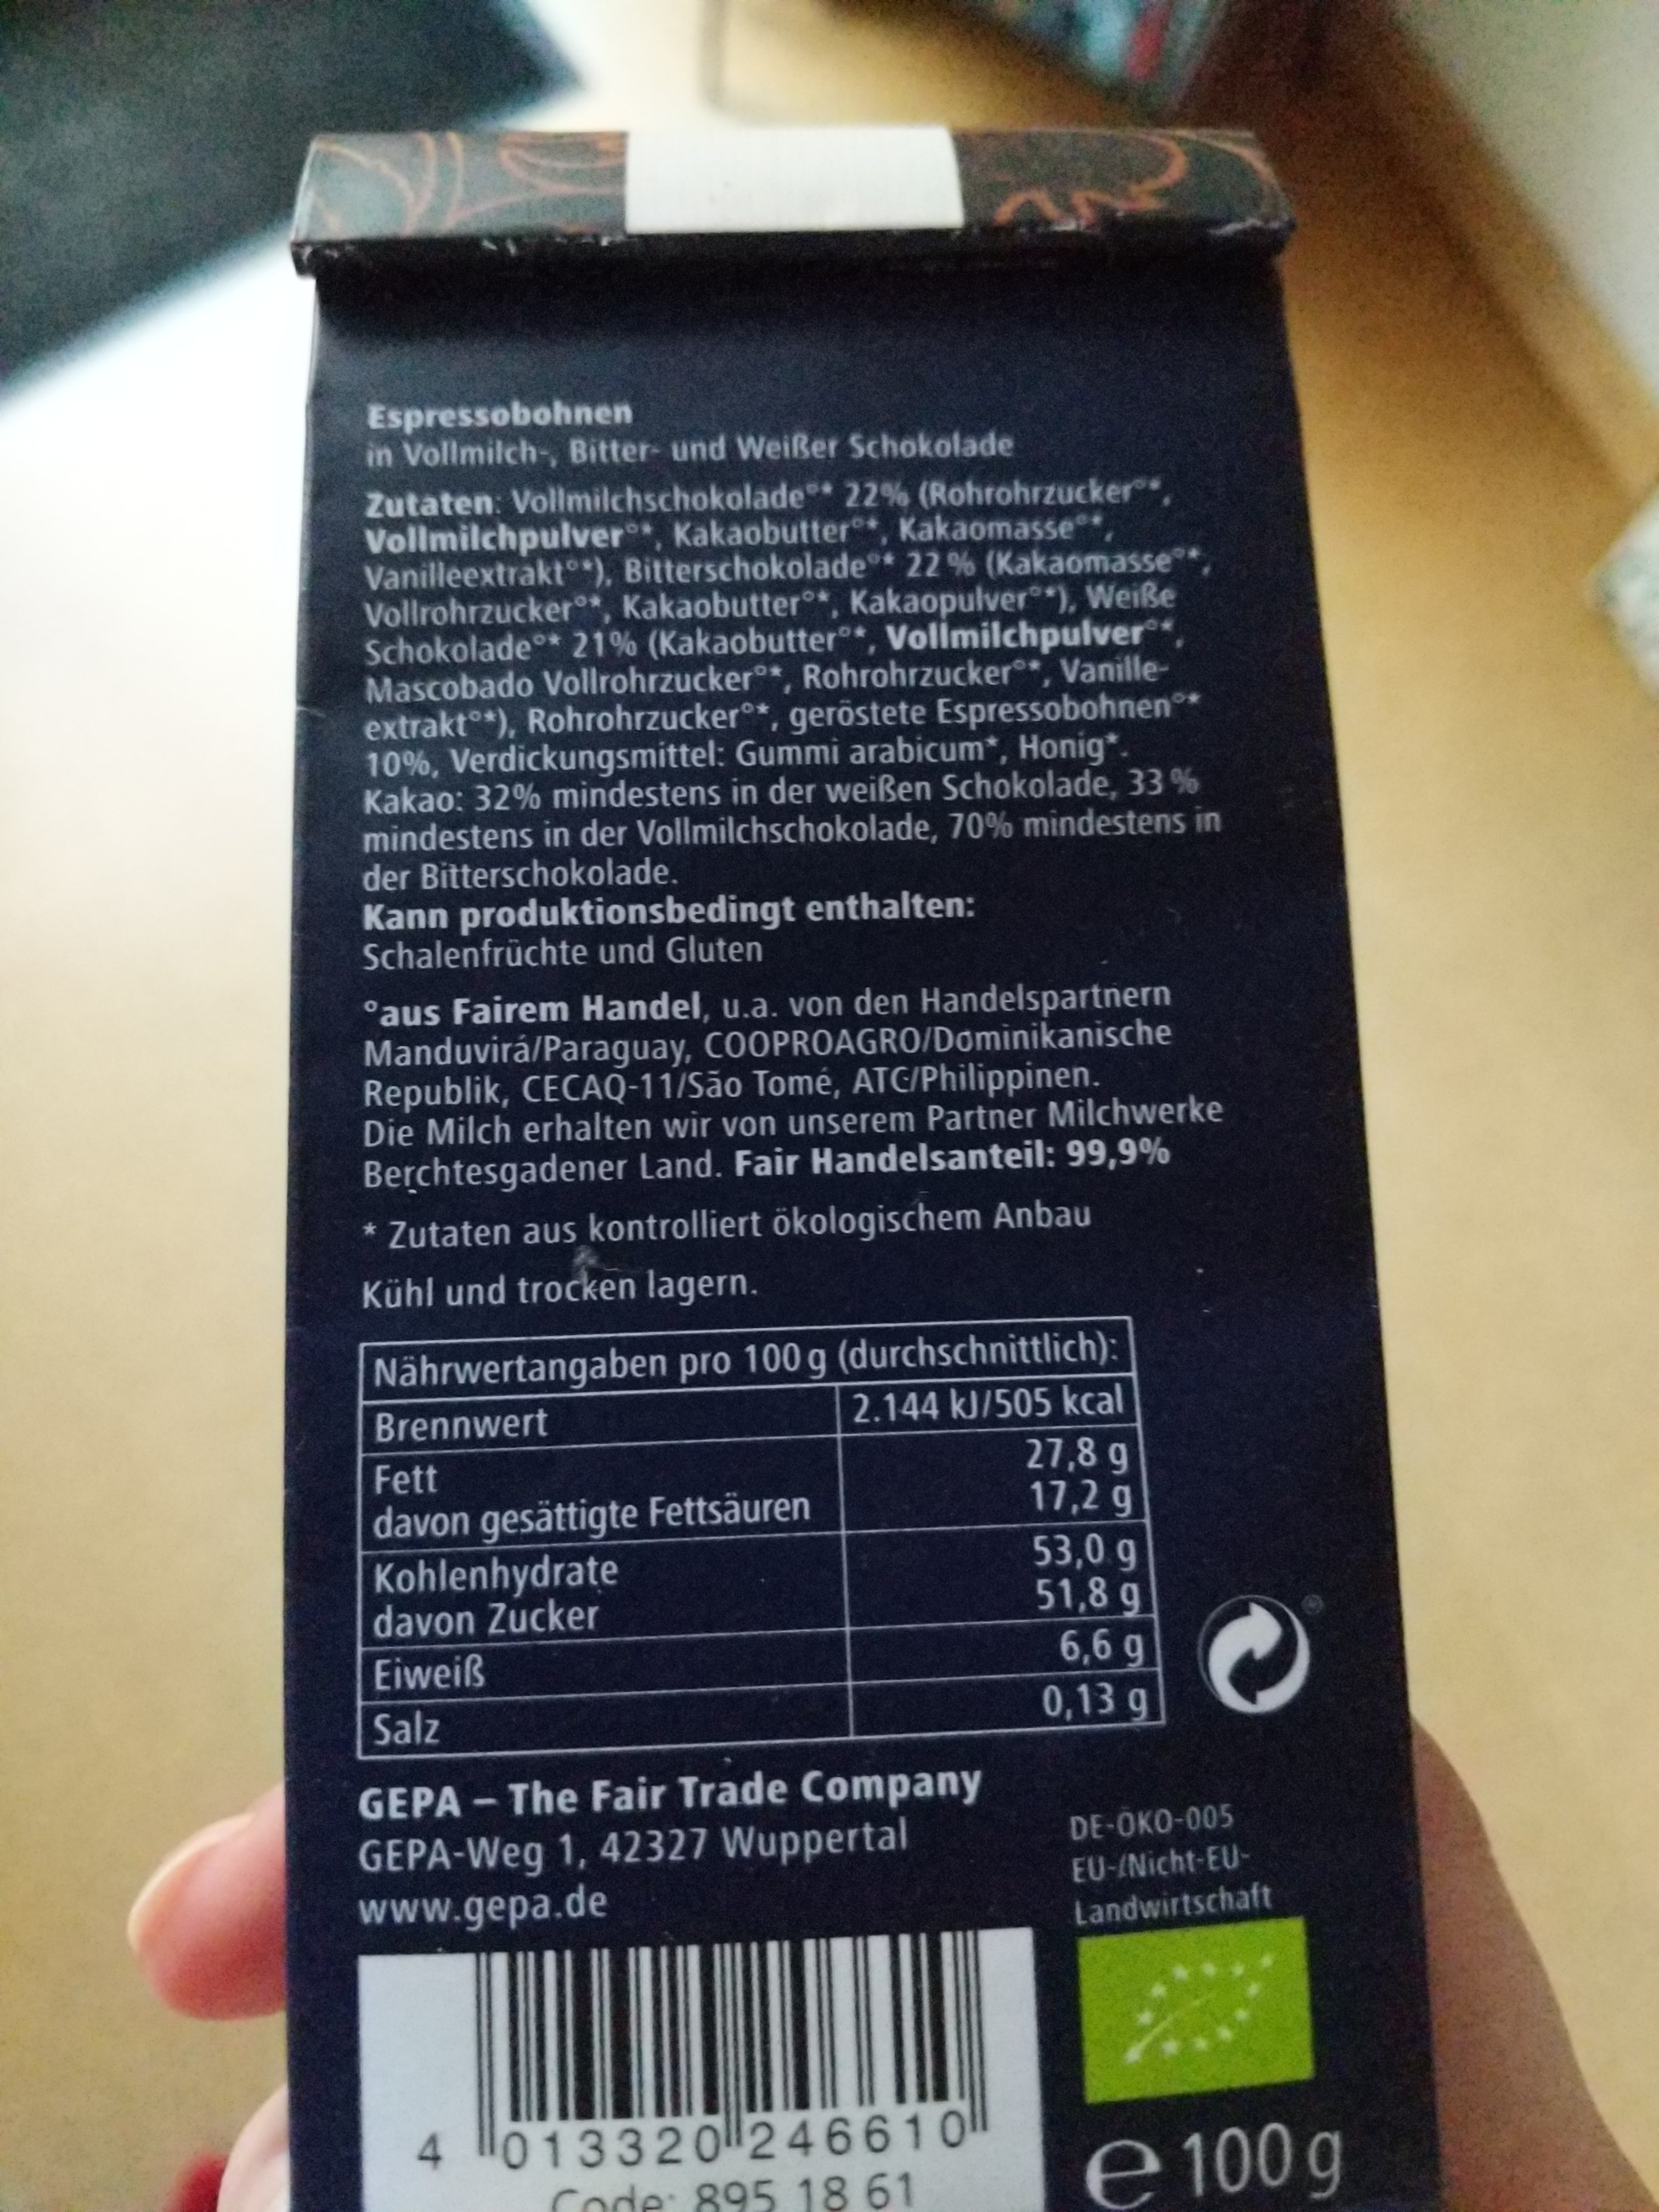 Espressobohnen
in Vollmilch-, Bitter- und Weißer Schokolade
Zutaten: Vollmilchschokolade°* 22% (Rohrohrzucker°*,
Vollmilchpulver°*, Kakaobutter°*, Kakaomasse°*,
Vanilleextrakt°*), Bitterschokolade°* 22 % (Kakaomasse°*,
Vollrohrzucker°*, Kakaobutter°*, Kakaopulver°*), Weiße
Schokolade°* 21% (Kakaobutter°*, Vollmilchpulver°*,
Mascobado Vollrohrzucker°*, Rohrohrzucker°*, Vanille-
extrakt°*), Rohrohrzucker°*, geröstete Espressobohnen°*
10%, Verdickungsmittel: Gummi arabicum*, Honig*.
Kakao: 32% mindestens in der weißen Schokolade, 33 %
mindestens in der Vollmilchschokolade, 70% mindestens in
der Bitterschokolade.
Kann produktionsbedingt enthalten:
Schalenfrüchte und Gluten
°aus Fairem Handel, u.a. von den Handelspartnern
Manduvirá/Paraguay, COOPROAGRO/Dominikanische
Republik, CECAQ-11/São Tomé, ATC/Philippinen.
Die Milch erhalten wir von unserem Partner Milchwerke
Berchtesgadener Land. Fair Handelsanteil: 99,9%
* Zutaten aus kontrolliert ökologischem Anbau
Kühl und trocken lagern.
Nährwertangaben pro 100 g (durchschnittlich):
Brennwert 2.144 kJ/505 kcal
Fett 27,8 g
davon gesättigte Fettsäuren 17,2 g
Kohlenhydrate 53,0 g
davon Zucker 51,8 g
Eiweiß 6,6 g
Salz 0,13 g
®
GEPA – The Fair Trade Company
GEPA-Weg 1, 42327 Wuppertal
www.gepa.de
DE-ÖKO-005
EU-/Nicht-EU-
Landwirtschaft
4 013320 246610
Code: 895 18 61
e 100 g